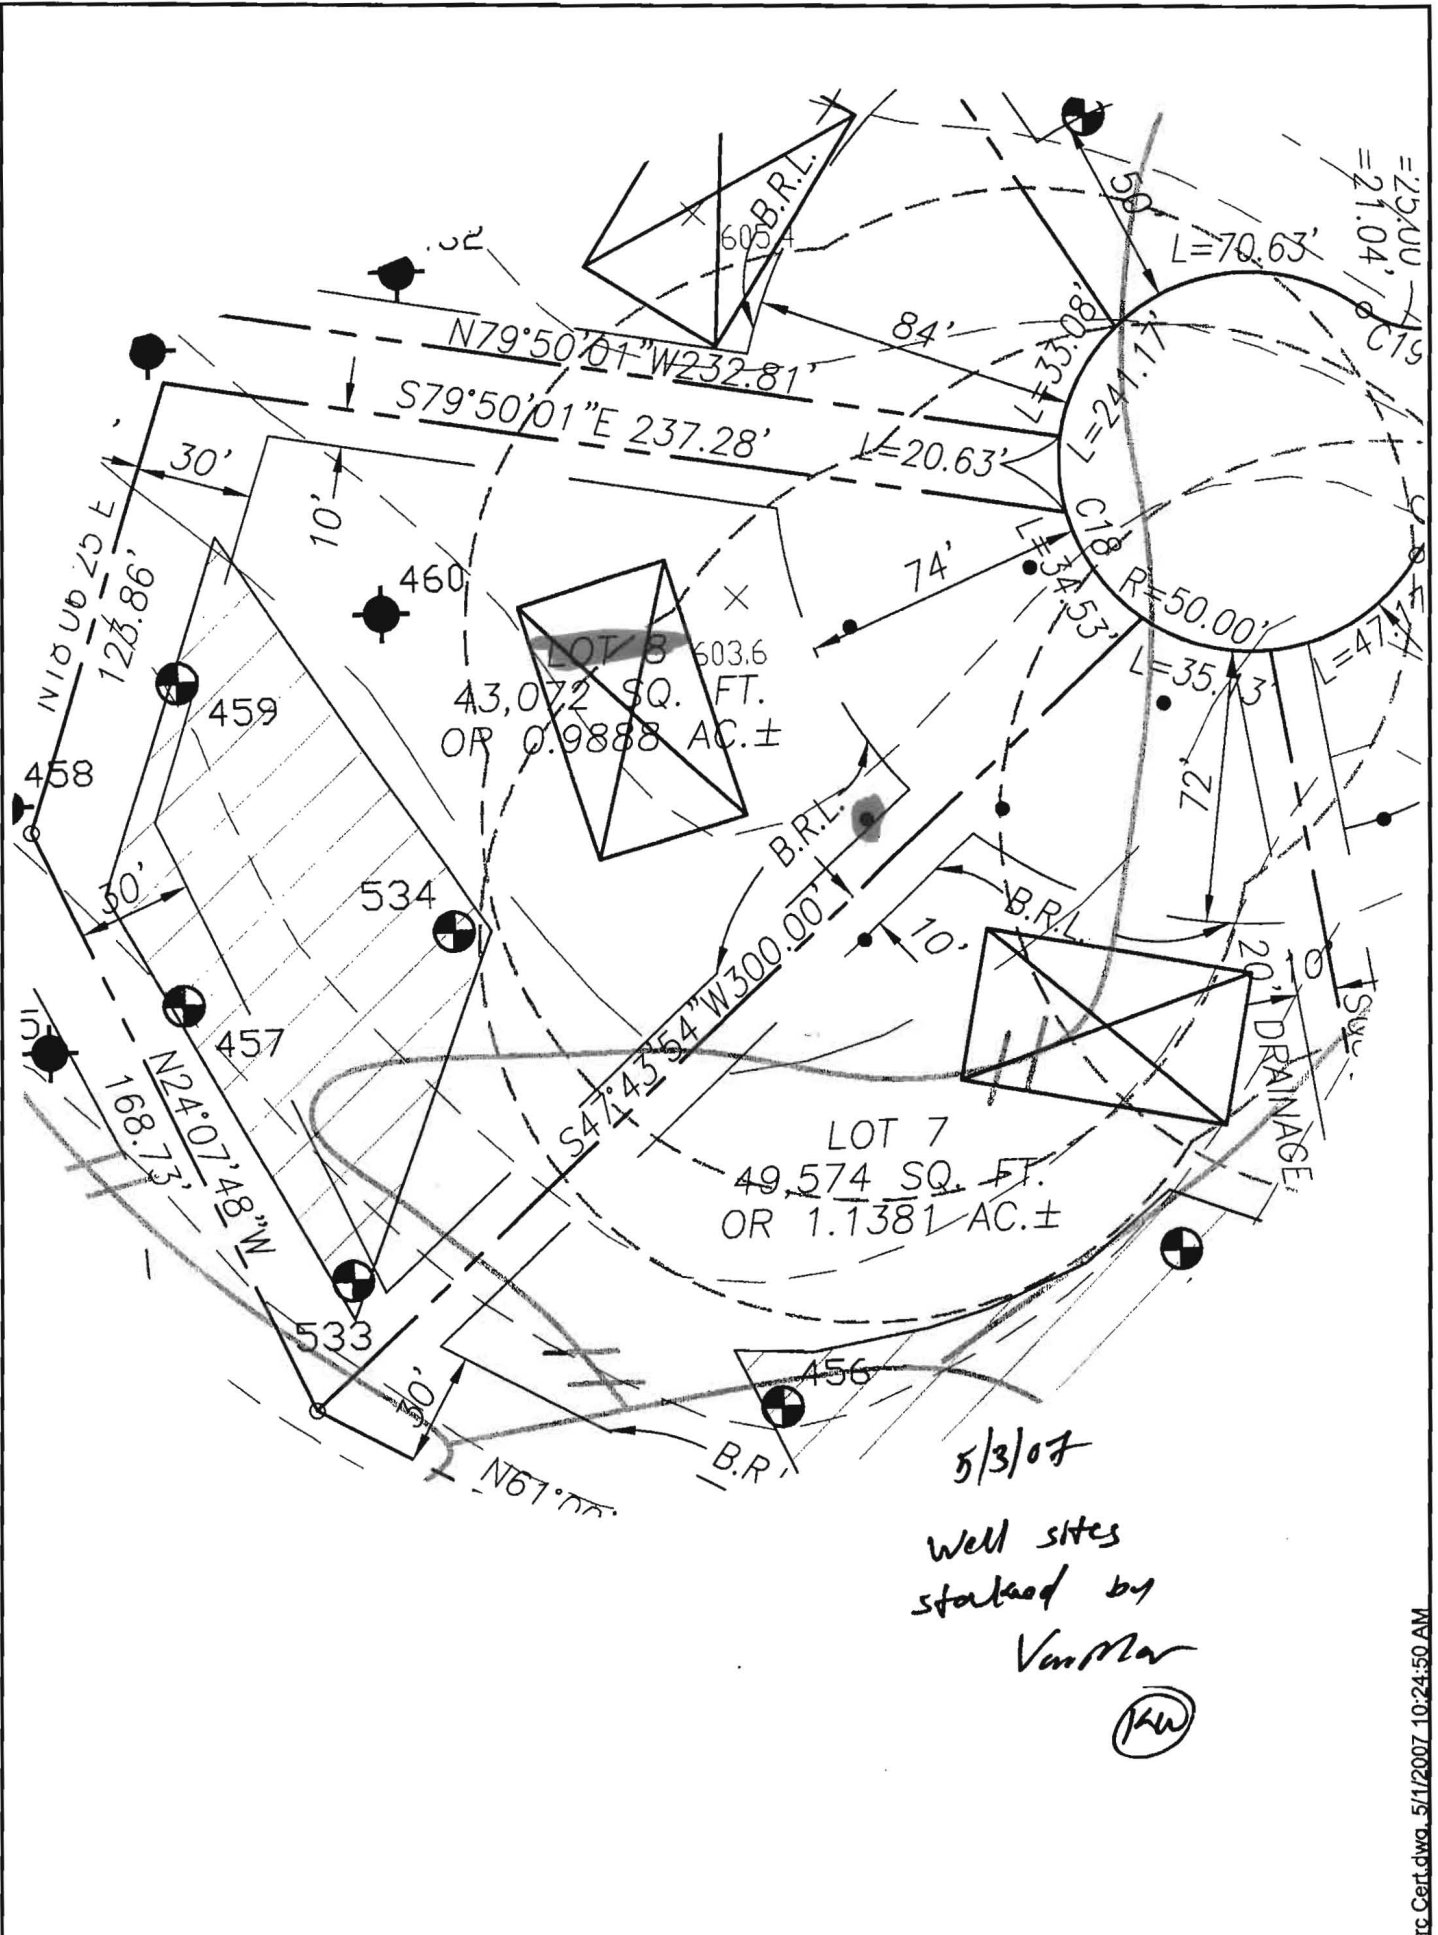 =25.00'
=21.04'
50'
L=70.63'
B.R.L.
605.4
84'
L=33.08'
L=241.17'
C19
N79°50'01"W 232.81'
S79°50'01"E 237.28'
L=20.63'
30'
10'
C18
L=34.53'
R=50.00'
74'
L=35.13'
123.86'
460
LOT 8
603.6
43,072 SQ. FT.
OR 0.9888 AC.±
459
458
72'
30'
534
B.R.L.
B.R.L.
10'
20' DRAINAGE
10'
457
S47°43'54"W 300.00'
N24°07'48"W
168.73'
LOT 7
49,574 SQ. FT.
OR 1.1381 AC.±
533
456
30'
B.R
5/3/07
Well sites
staked by
VanMar
KW
rc Cert.dwg, 5/1/2007 10:24:50 AM